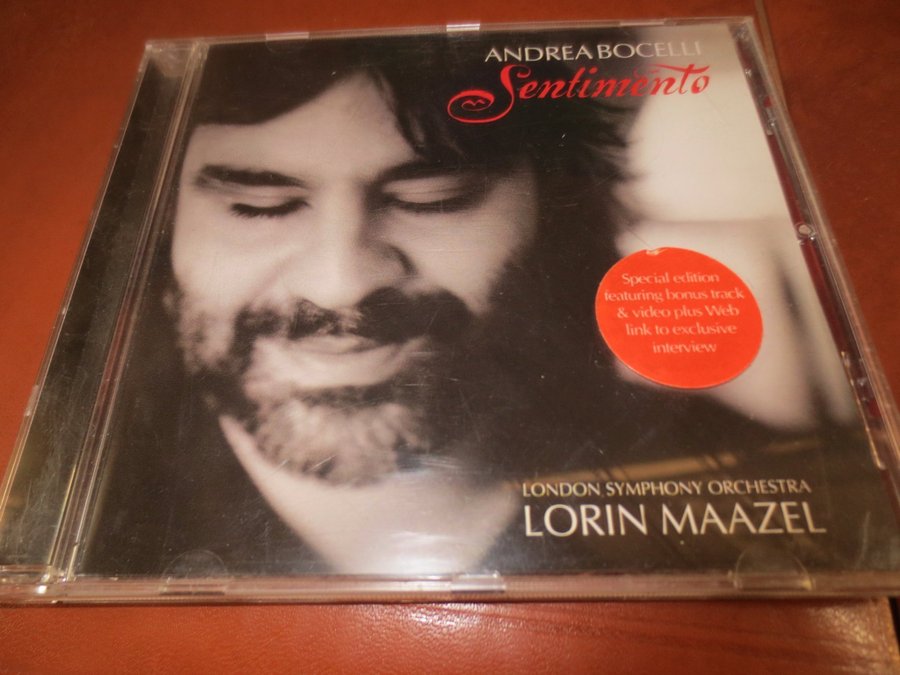 ANDREA BOCELLI
Sentimento
Special edition
featuring bonus track
& video plus Web
link to exclusive
interview
LONDON SYMPHONY ORCHESTRA
LORIN MAAZEL